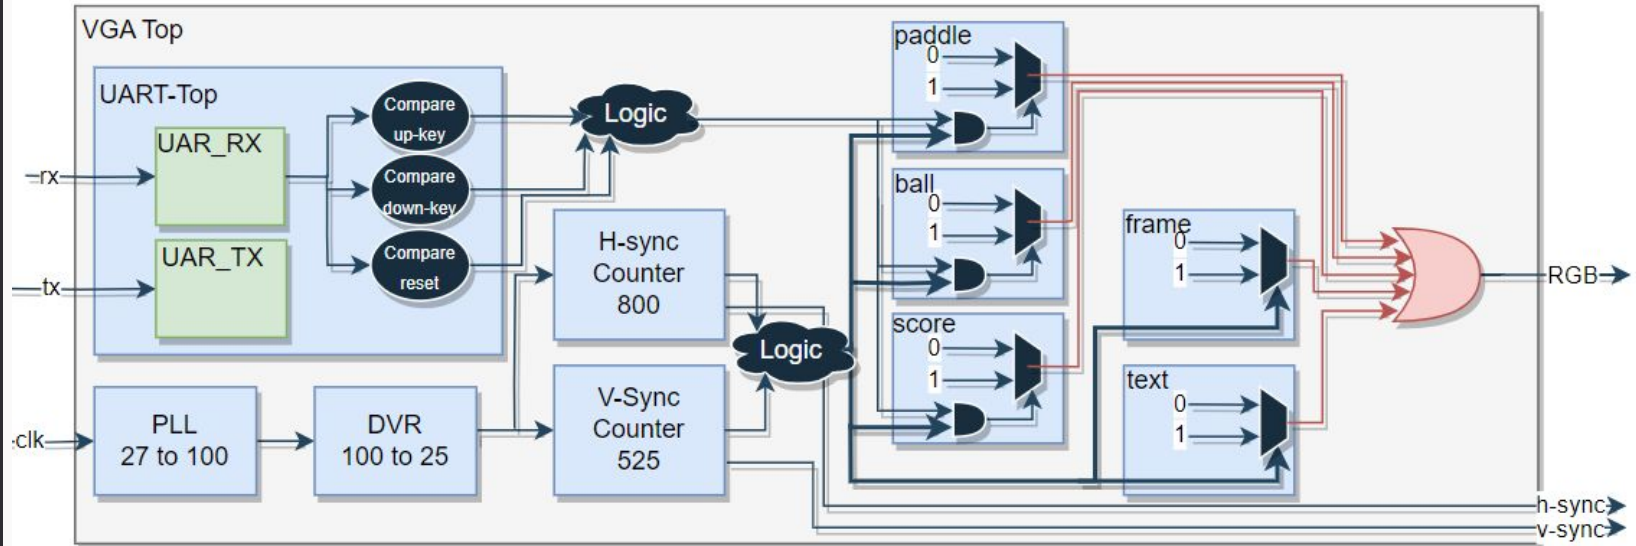 VGA Top
UART-Top
UAR_RX
UAR_TX
rx
tx
clk
Compare
up-key
Compare
down-key
Compare
reset
Logic
PLL
27 to 100
DVR
100 to 25
H-sync
Counter
800
V-Sync
Counter
525
Logic
paddle
0
1
ball
0
1
score
0
1
frame
0
1
text
0
1
RGB
h-sync
v-sync